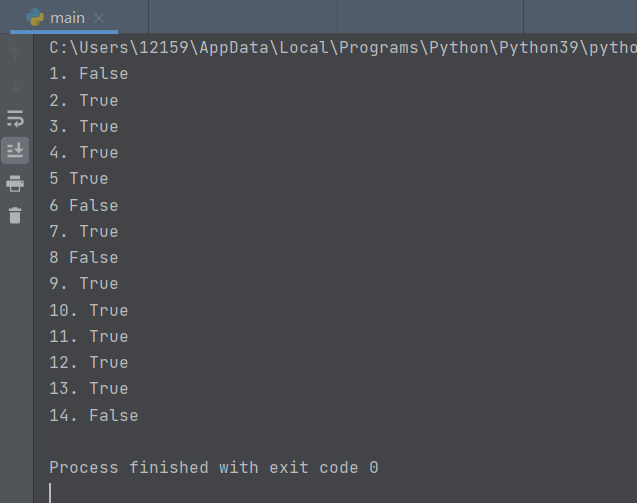 main
C:\Users\12159\AppData\Local\Programs\Python\Python39\pytho
1. False
2. True
3. True
4. True
5 True
6 False
7. True
8 False
9. True
10. True
11. True
12. True
13. True
14. False
Process finished with exit code 0